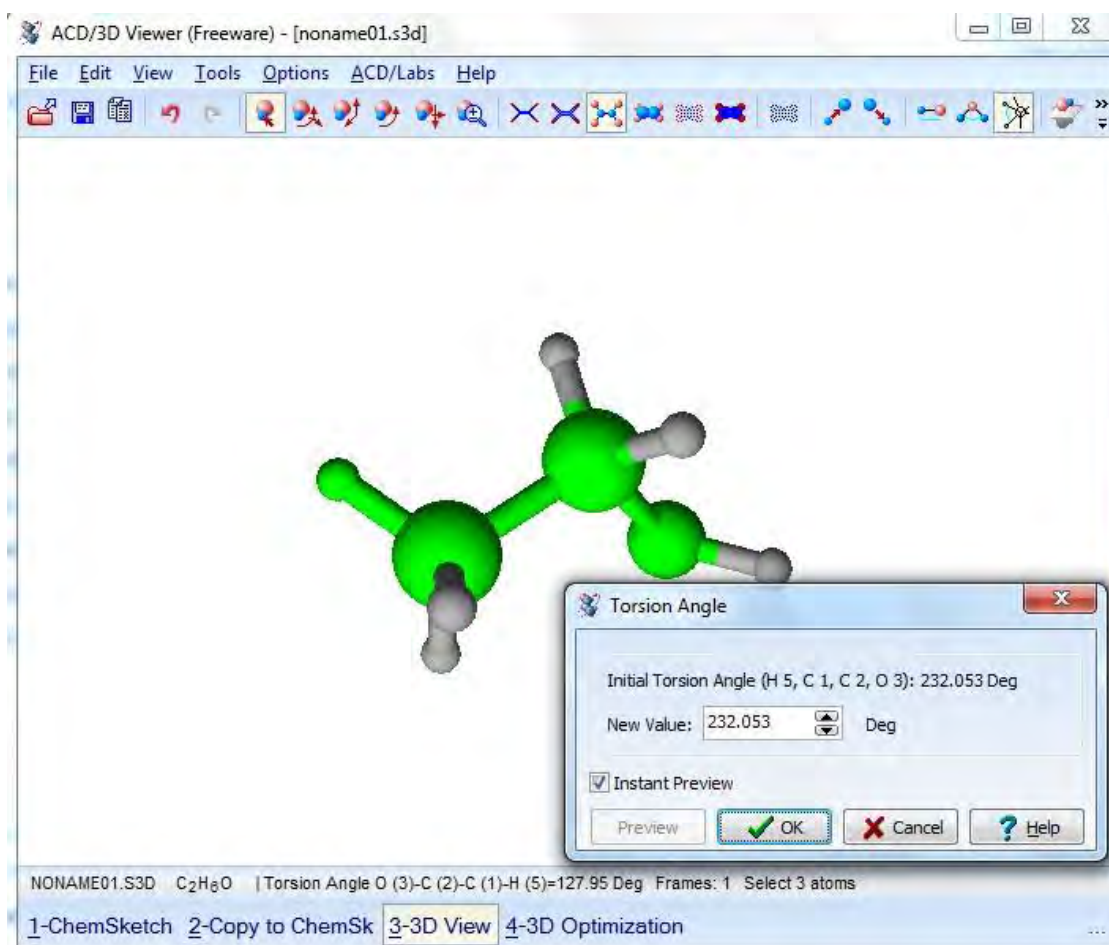 ACD/3D Viewer (Freeware) - [noname01.s3d]
File Edit View Tools Options ACD/Labs Help
Torsion Angle
Initial Torsion Angle (H 5, C 1, C 2, O 3): 232.053 Deg
New Value: 232.053 Deg
Instant Preview
Preview OK Cancel ? Help
NONAME01.S3D C2H6O | Torsion Angle O (3)-C (2)-C (1)-H (5)=127.95 Deg Frames: 1 Select 3 atoms
1-ChemSketch 2-Copy to ChemSk 3-3D View 4-3D Optimization ...